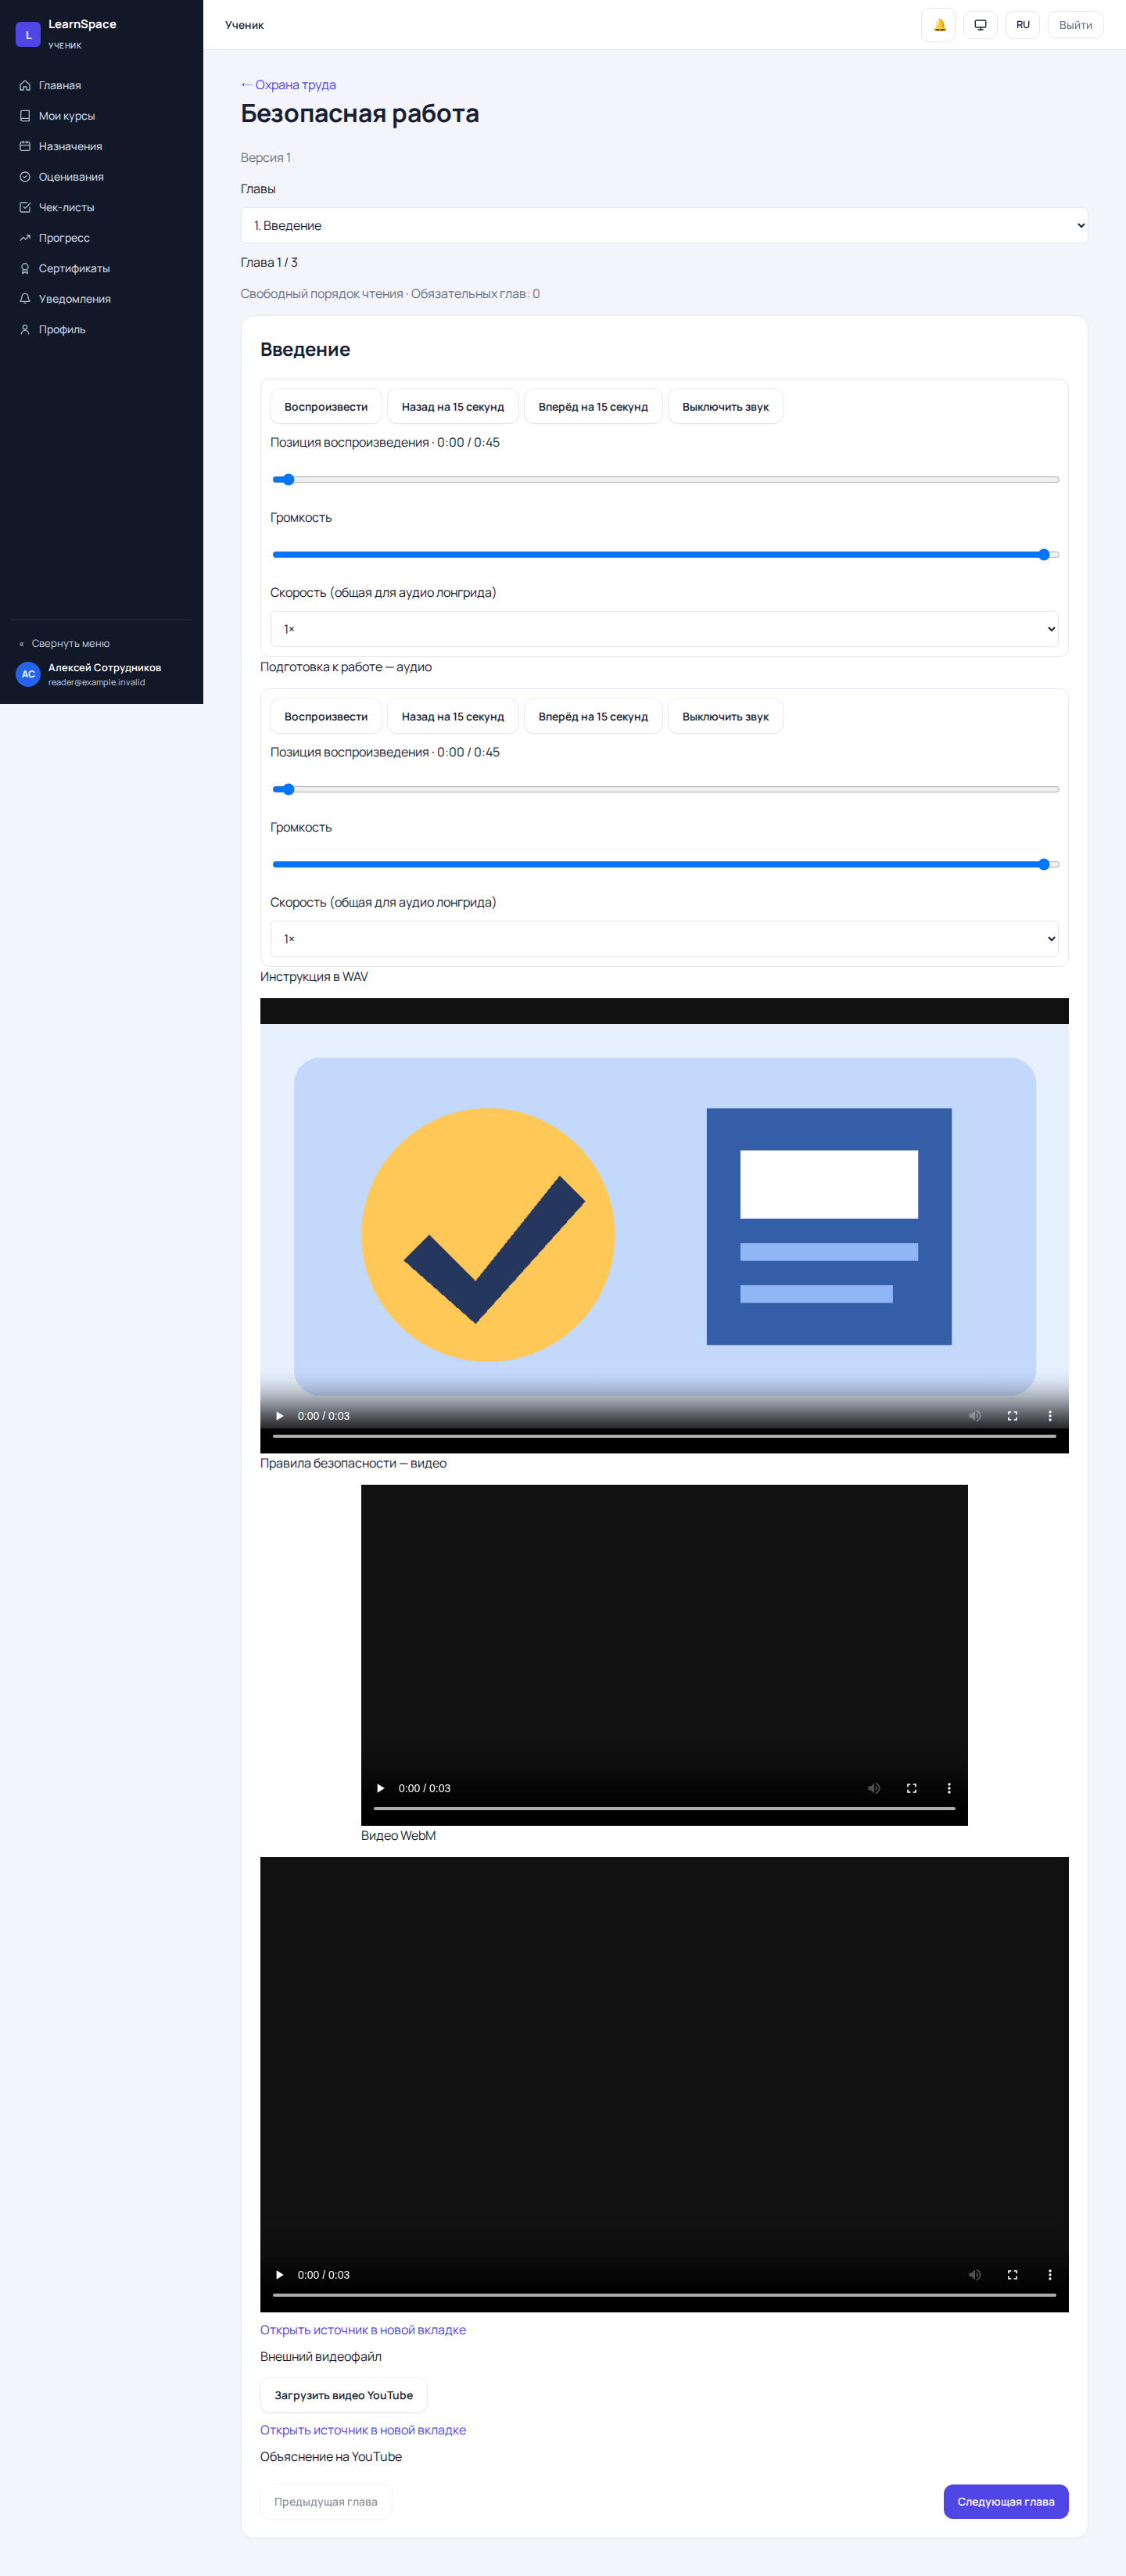 L
LearnSpace
УЧЕНИК
Главная
Мои курсы
Назначения
Оценивания
Чек-листы
Прогресс
Сертификаты
Уведомления
Профиль
« Свернуть меню
АС
Алексей Сотрудников
reader@example.invalid
Ученик
RU
Выйти
← Охрана труда
Безопасная работа
Версия 1
Главы
1. Введение
Глава 1 / 3
Свободный порядок чтения · Обязательных глав: 0
Введение
Воспроизвести Назад на 15 секунд Вперёд на 15 секунд Выключить звук
Позиция воспроизведения · 0:00 / 0:45
Громкость
Скорость (общая для аудио лонгрида)
1×
Подготовка к работе — аудио
Воспроизвести Назад на 15 секунд Вперёд на 15 секунд Выключить звук
Позиция воспроизведения · 0:00 / 0:45
Громкость
Скорость (общая для аудио лонгрида)
1×
Инструкция в WAV
0:00 / 0:03
Правила безопасности — видео
0:00 / 0:03
Видео WebM
0:00 / 0:03
Открыть источник в новой вкладке
Внешний видеофайл
Загрузить видео YouTube
Открыть источник в новой вкладке
Объяснение на YouTube
Предыдущая глава Следующая глава